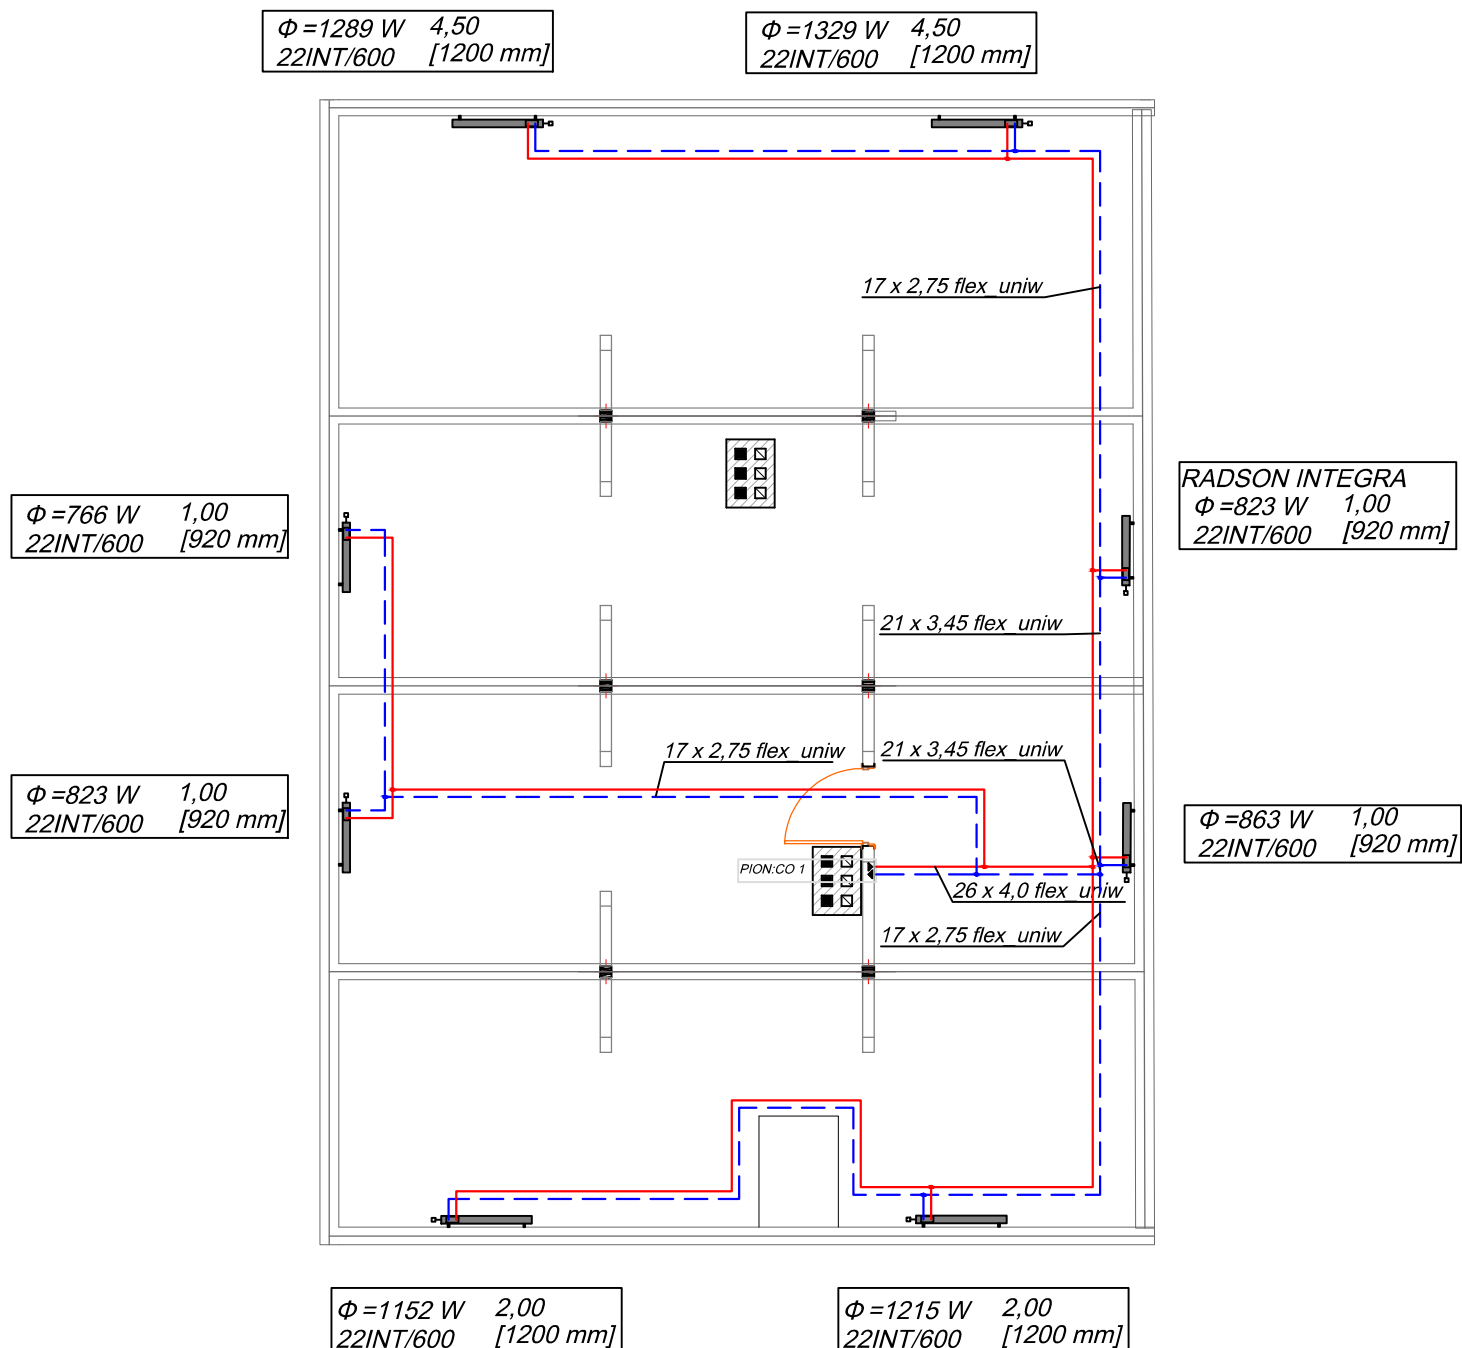 Φ =1289 W 4,50
22INT/600 [1200 mm]
Φ =1329 W 4,50
22INT/600 [1200 mm]
17 x 2,75 flex_uniw
RADSON INTEGRA
Φ =823 W 1,00
22INT/600 [920 mm]
Φ =766 W 1,00
22INT/600 [920 mm]
21 x 3,45 flex_uniw
17 x 2,75 flex_uniw
21 x 3,45 flex_uniw
Φ =823 W 1,00
22INT/600 [920 mm]
Φ =863 W 1,00
22INT/600 [920 mm]
PION:CO 1
26 x 4,0 flex_uniw
17 x 2,75 flex_uniw
Φ =1152 W 2,00
22INT/600 [1200 mm]
Φ =1215 W 2,00
22INT/600 [1200 mm]